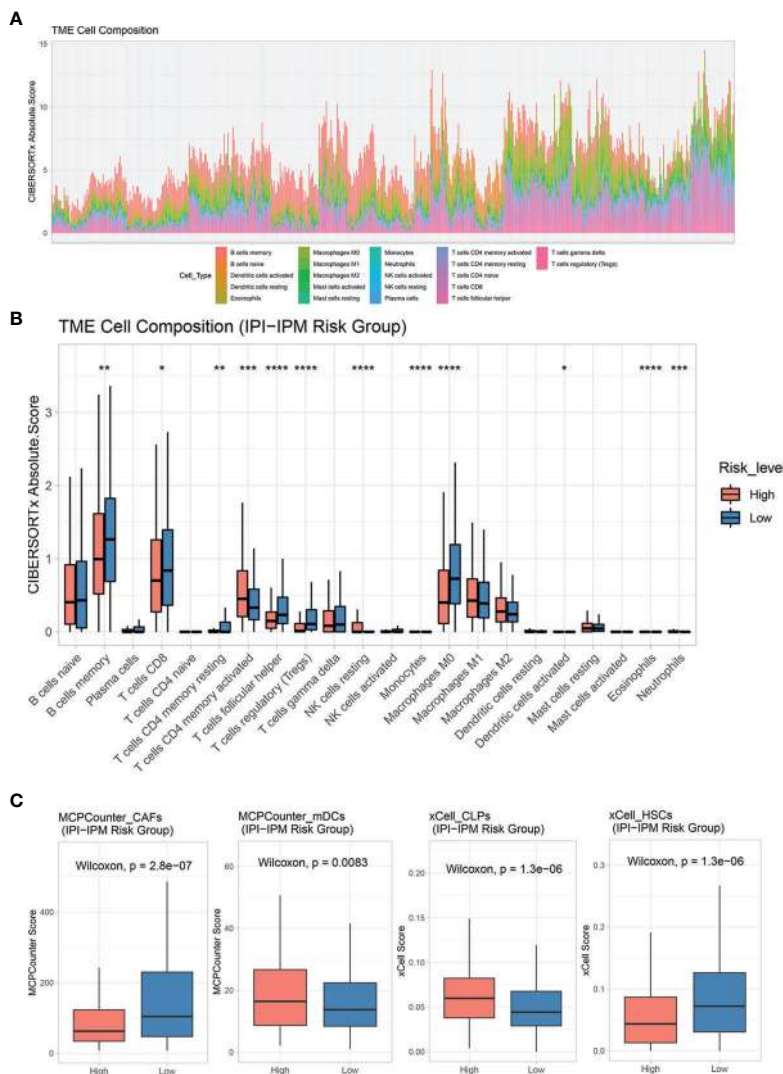 A
TME Cell Composition
15
10
5
0
CIBERSORTx Absolute.Score
Cell_Type
B cells memory
B cells naive
Dendritic cells activated
Dendritic cells resting
Eosinophils
Macrophages M0
Macrophages M1
Macrophages M2
Mast cells activated
Mast cells resting
Monocytes
Neutrophils
NK cells activated
NK cells resting
Plasma cells
T cells CD4 memory activated
T cells CD4 memory resting
T cells CD4 naive
T cells CD8
T cells follicular helper
T cells gamma delta
T cells regulatory (Tregs)
B
TME Cell Composition (IPI-IPM Risk Group)
** * ** *** **** **** **** **** **** * **** ***
3
2
1
0
CIBERSORTx Absolute.Score
Risk_level
High
Low
B cells naive
B cells memory
Plasma cells
T cells CD8
T cells CD4 naive
T cells CD4 memory resting
T cells CD4 memory activated
T cells follicular helper
T cells regulatory (Tregs)
T cells gamma delta
NK cells resting
NK cells activated
Monocytes
Macrophages M0
Macrophages M1
Macrophages M2
Dendritic cells resting
Dendritic cells activated
Mast cells resting
Mast cells activated
Eosinophils
Neutrophils
C
MCPCounter_CAFs
(IPI-IPM Risk Group)
Wilcoxon, p = 2.8e-07
400
200
0
MCPCounter Score
High
Low
MCPCounter_mDCs
(IPI-IPM Risk Group)
Wilcoxon, p = 0.0083
60
40
20
0
MCPCounter Score
High
Low
xCell_CLPs
(IPI-IPM Risk Group)
Wilcoxon, p = 1.3e-06
0.20
0.15
0.10
0.05
0.00
xCell Score
High
Low
xCell_HSCs
(IPI-IPM Risk Group)
Wilcoxon, p = 1.3e-06
0.3
0.2
0.1
0.0
xCell Score
High
Low